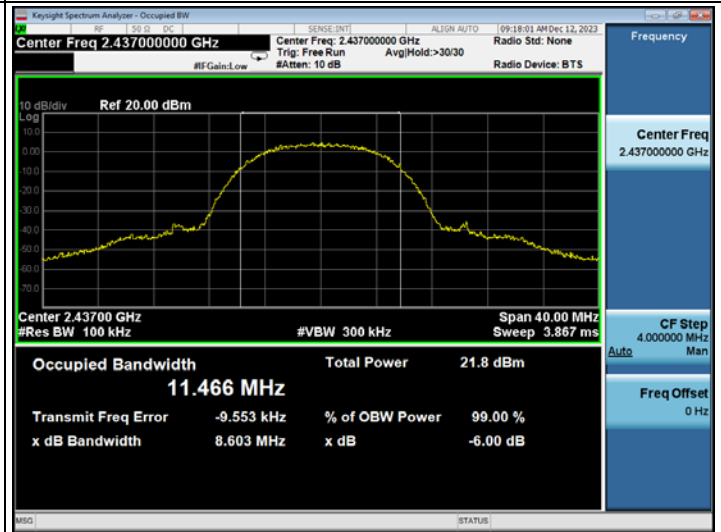 Keysight Spectrum Analyzer - Occupied BW
RF 50 Ω DC SENSE:INT ALIGN AUTO 09:18:01 AM Dec 12, 2023
Center Freq 2.437000000 GHz
Center Freq: 2.437000000 GHz Radio Std: None
Trig: Free Run Avg|Hold:>30/30
#IFGain:Low #Atten: 10 dB Radio Device: BTS
Frequency
10 dB/div Ref 20.00 dBm
Log
10.0
0.00
-10.0
-20.0
-30.0
-40.0
-50.0
-60.0
-70.0
Center 2.43700 GHz Span 40.00 MHz
#Res BW 100 kHz #VBW 300 kHz Sweep 3.867 ms
Occupied Bandwidth Total Power 21.8 dBm
11.466 MHz
Transmit Freq Error -9.553 kHz % of OBW Power 99.00 %
x dB Bandwidth 8.603 MHz x dB -6.00 dB
Center Freq
2.437000000 GHz
CF Step
4.000000 MHz
Auto Man
Freq Offset
0 Hz
MSG STATUS